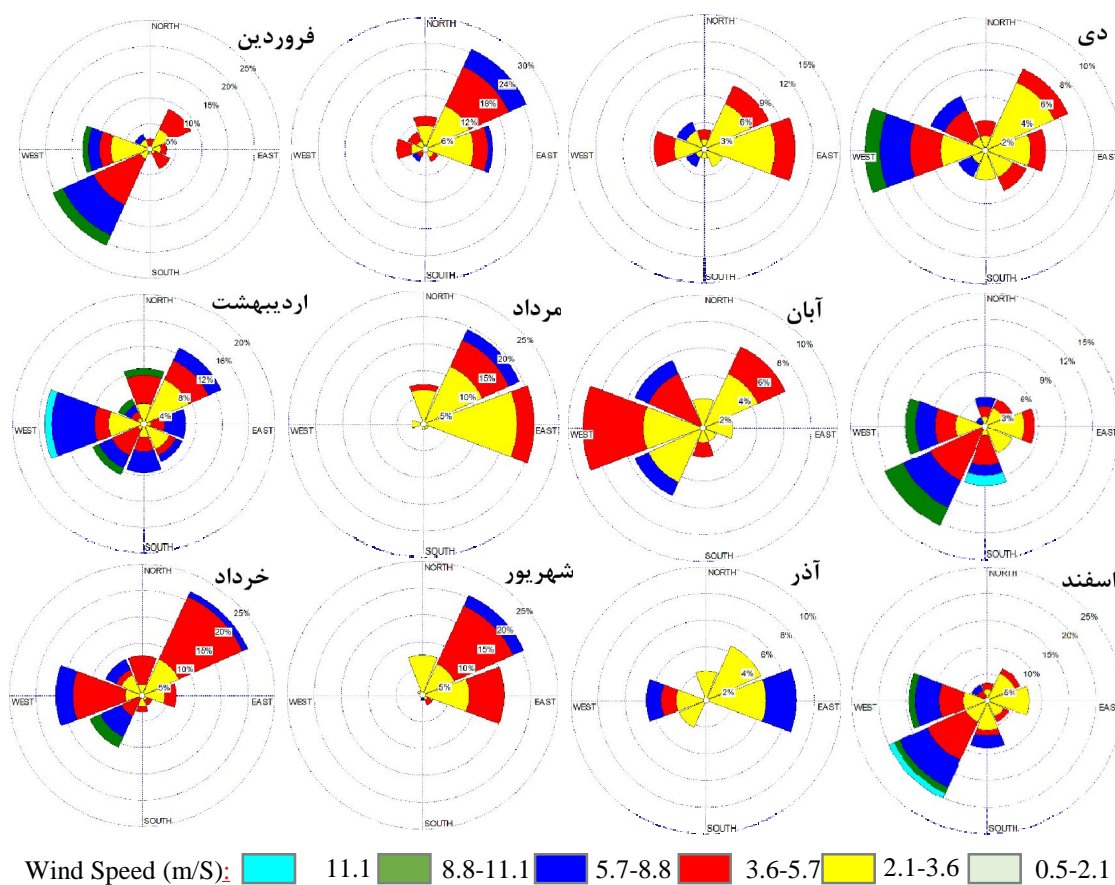 فروردین
NORTH
25%
20%
15%
10%
5%
WEST
EAST
SOUTH
30%
24%
18%
12%
6%
WEST
EAST
SOUTH
15%
12%
9%
6%
3%
WEST
EAST
SOUTH
دی
NORTH
10%
8%
6%
4%
2%
WEST
EAST
SOUTH
اردیبهشت
NORTH
20%
16%
12%
8%
4%
WEST
EAST
SOUTH
مرداد
NORTH
25%
20%
15%
10%
5%
WEST
EAST
SOUTH
آبان
NORTH
10%
8%
6%
4%
2%
WEST
EAST
SOUTH
NORTH
15%
12%
9%
6%
3%
WEST
EAST
SOUTH
خرداد
NORTH
25%
20%
15%
10%
5%
WEST
EAST
SOUTH
شهریور
NORTH
25%
20%
15%
10%
5%
WEST
EAST
SOUTH
آذر
NORTH
10%
8%
6%
4%
2%
WEST
EAST
SOUTH
اسفند
NORTH
25%
20%
15%
10%
5%
WEST
EAST
SOUTH
Wind Speed (m/S): 11.1 8.8-11.1 5.7-8.8 3.6-5.7 2.1-3.6 0.5-2.1